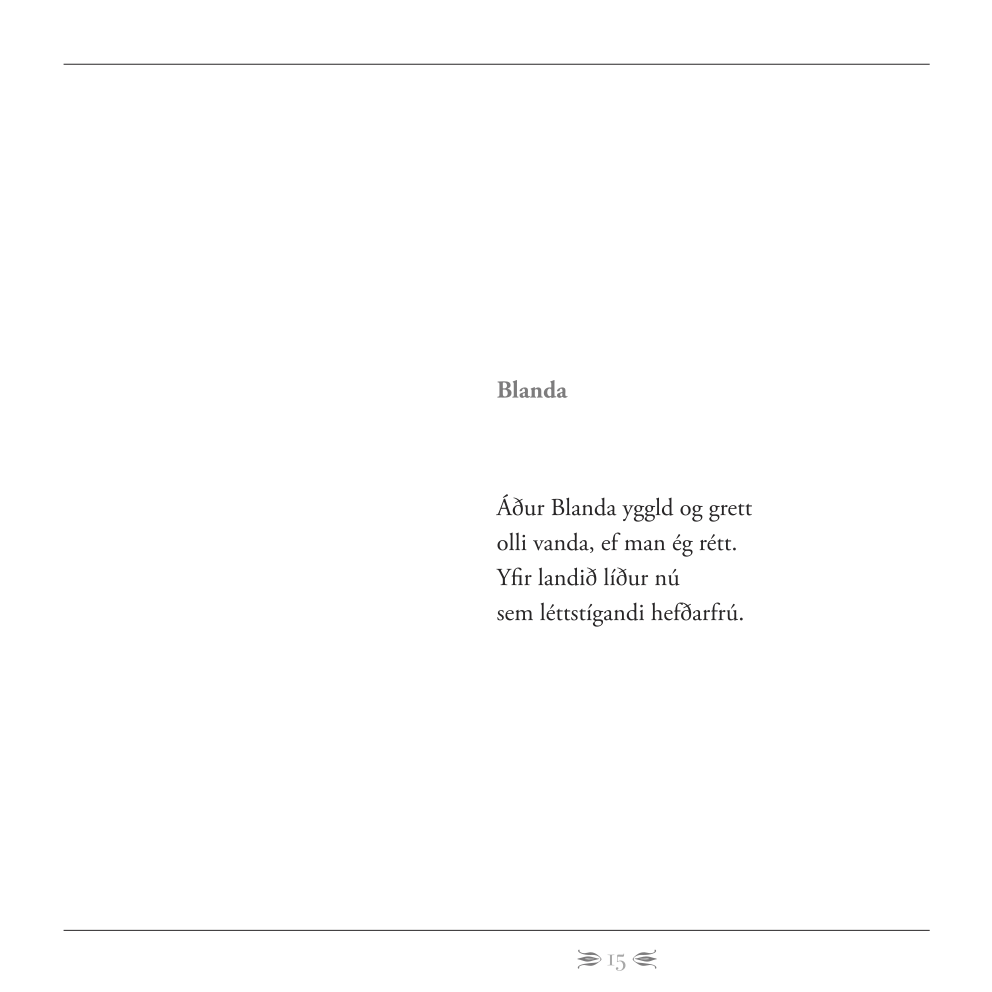 Blanda
Áður Blanda yggld og grett
olli vanda, ef man ég rétt.
Yfir landið líður nú
sem léttstígandi hefðarfrú.
15